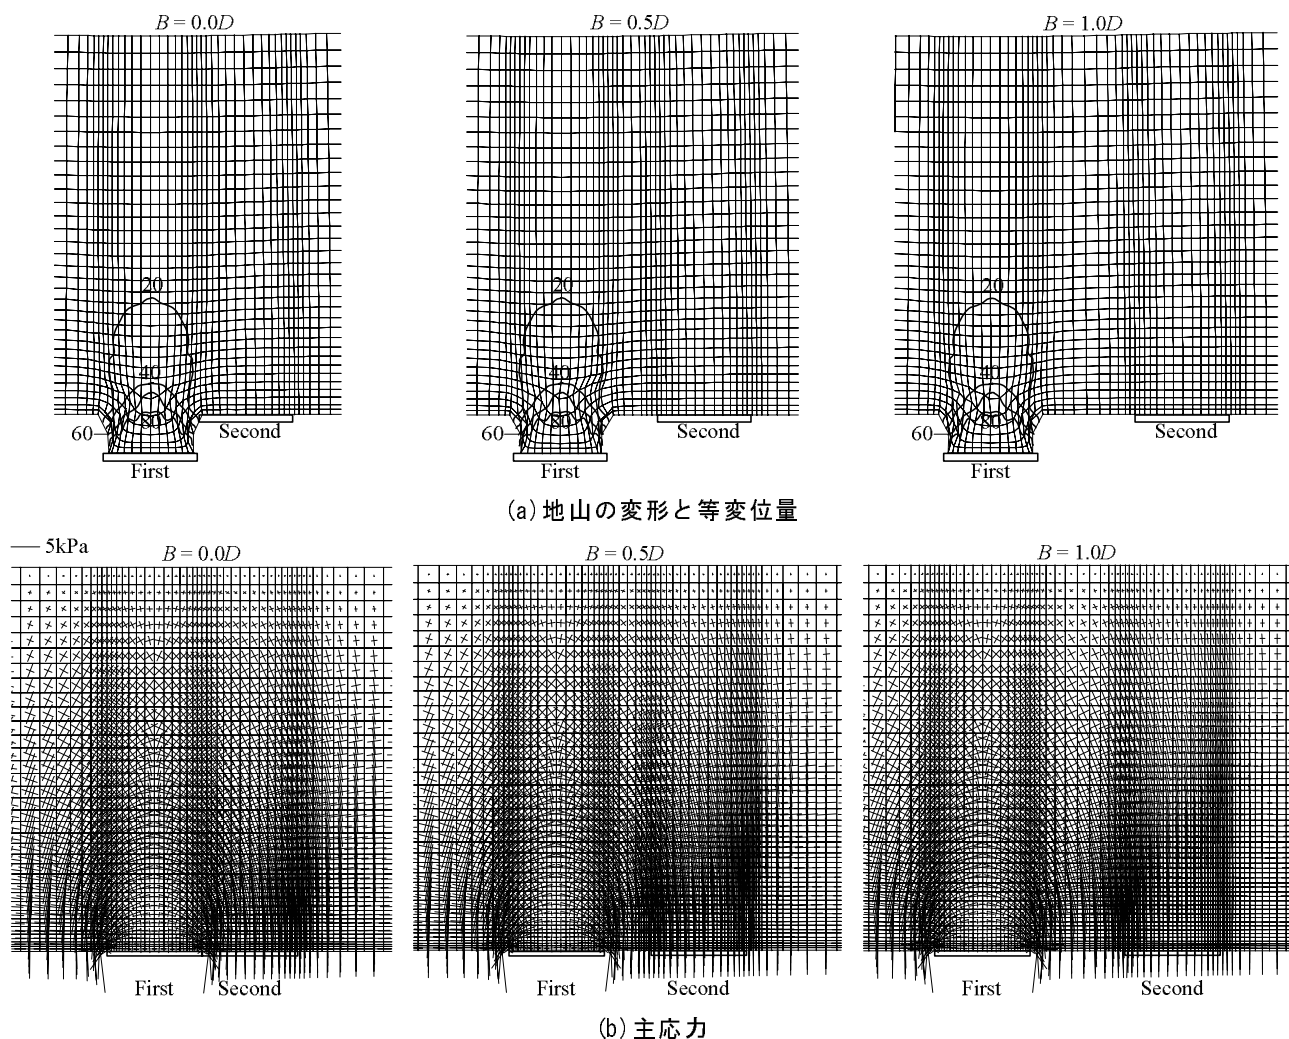 B = 0.0D
B = 0.5D
B = 1.0D
20
20
20
40
40
40
80
80
80
60
60
60
Second
Second
Second
First
First
First
(a)地山の変形と等変位量
5kPa
B = 0.0D
B = 0.5D
B = 1.0D
First
Second
First
Second
First
Second
(b)主応力